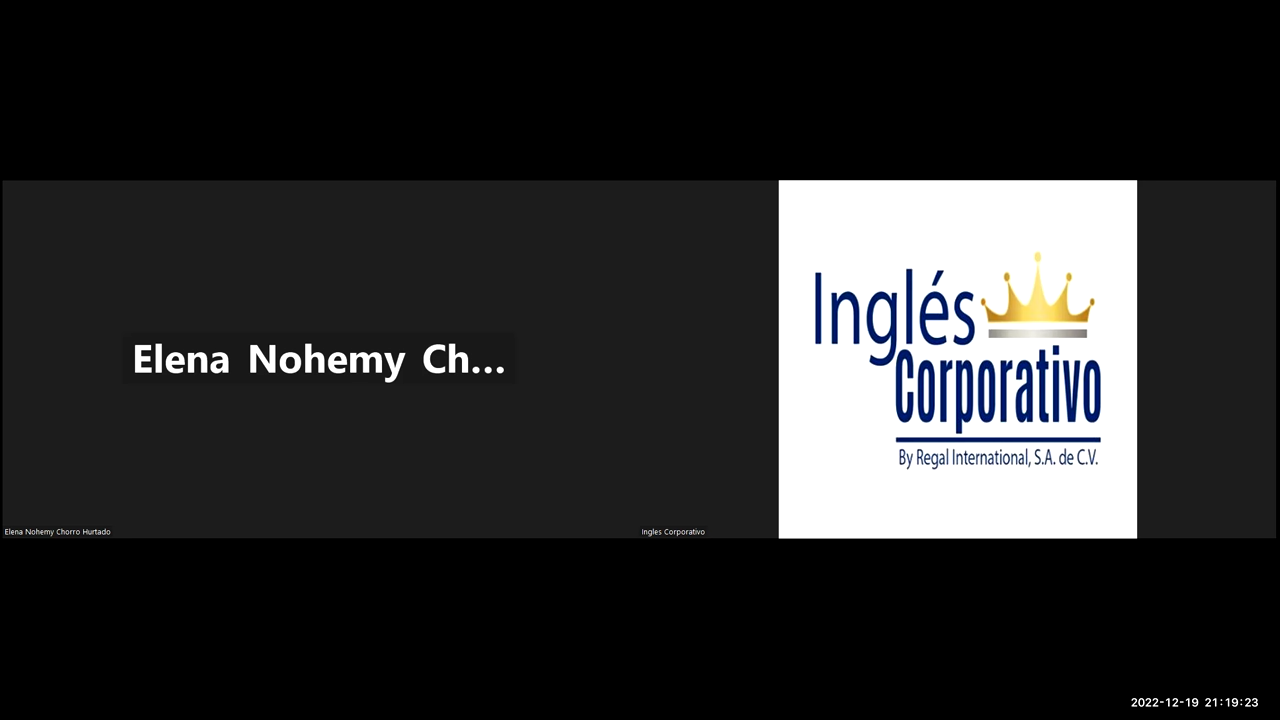 Elena Nohemy Ch...
Elena Nohemy Chorro Hurtado
Inglés
Corporativo
By Regal International, S.A. de C.V.
Ingles Corporativo
2022-12-19 21:19:23